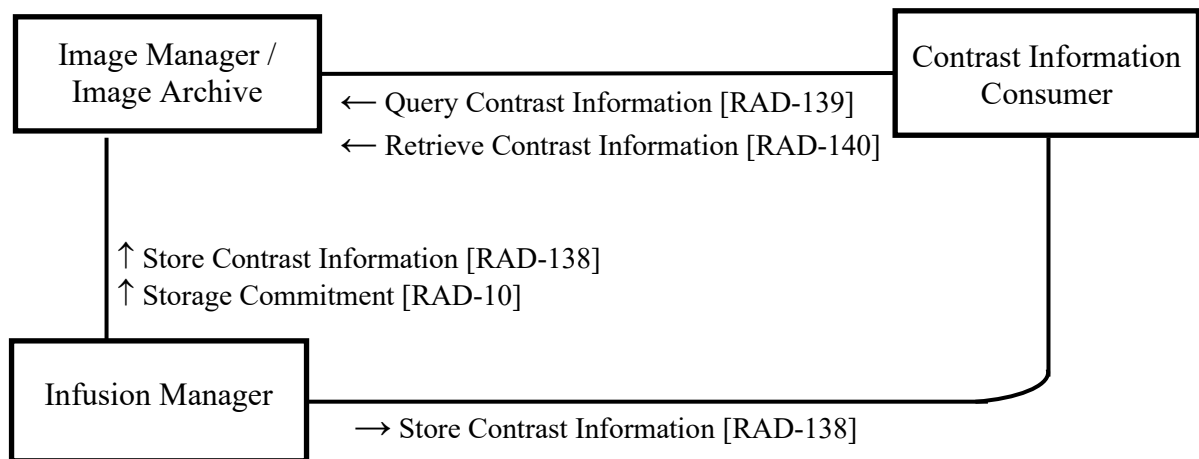 Image Manager /
Image Archive
Contrast Information
Consumer
← Query Contrast Information [RAD-139]
← Retrieve Contrast Information [RAD-140]
↑ Store Contrast Information [RAD-138]
↑ Storage Commitment [RAD-10]
Infusion Manager
→ Store Contrast Information [RAD-138]